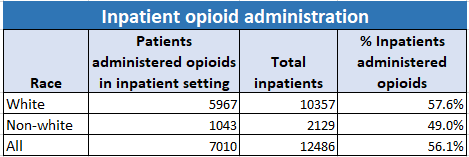 Inpatient opioid administration
Race Patients administered opioids in inpatient setting Total inpatients % Inpatients administered opioids
White 5967 10357 57.6%
Non-white 1043 2129 49.0%
All 7010 12486 56.1%